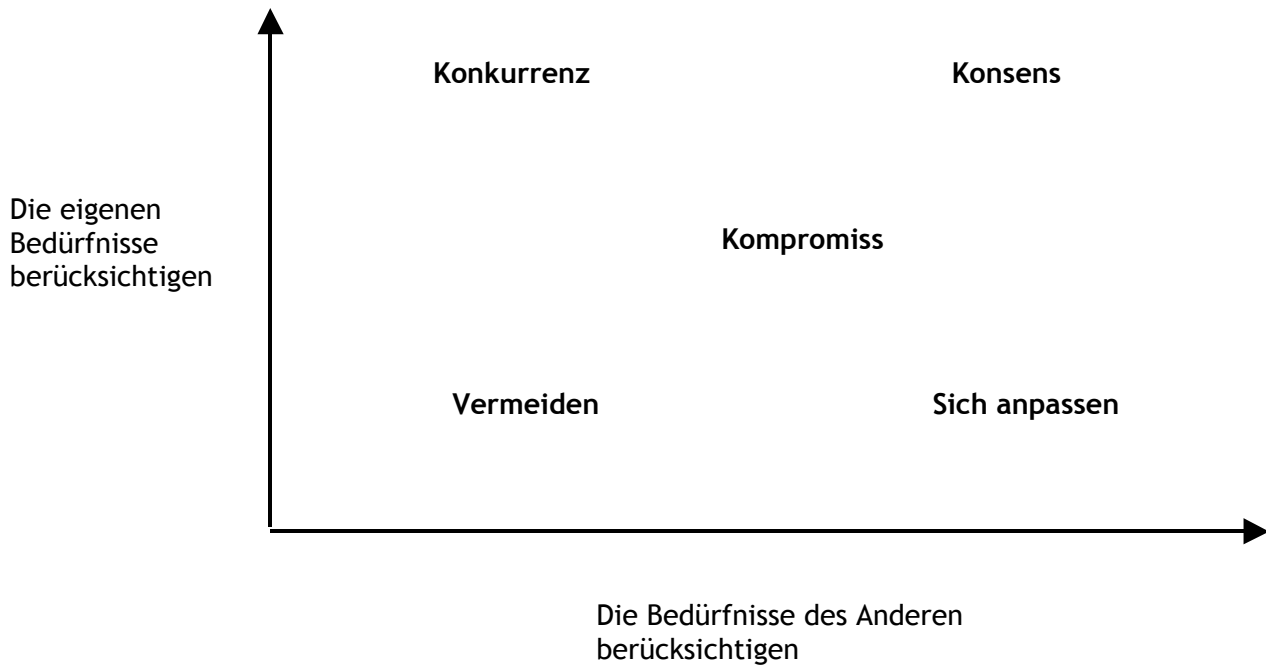 Konkurrenz
Konsens
Die eigenen
Bedürfnisse
berücksichtigen
Kompromiss
Vermeiden
Sich anpassen
Die Bedürfnisse des Anderen
berücksichtigen